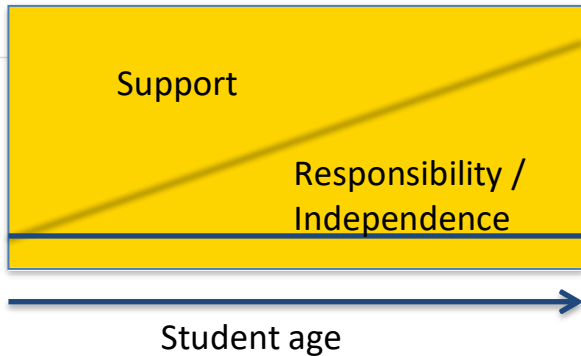 Support
Responsibility /
Independence
Student age